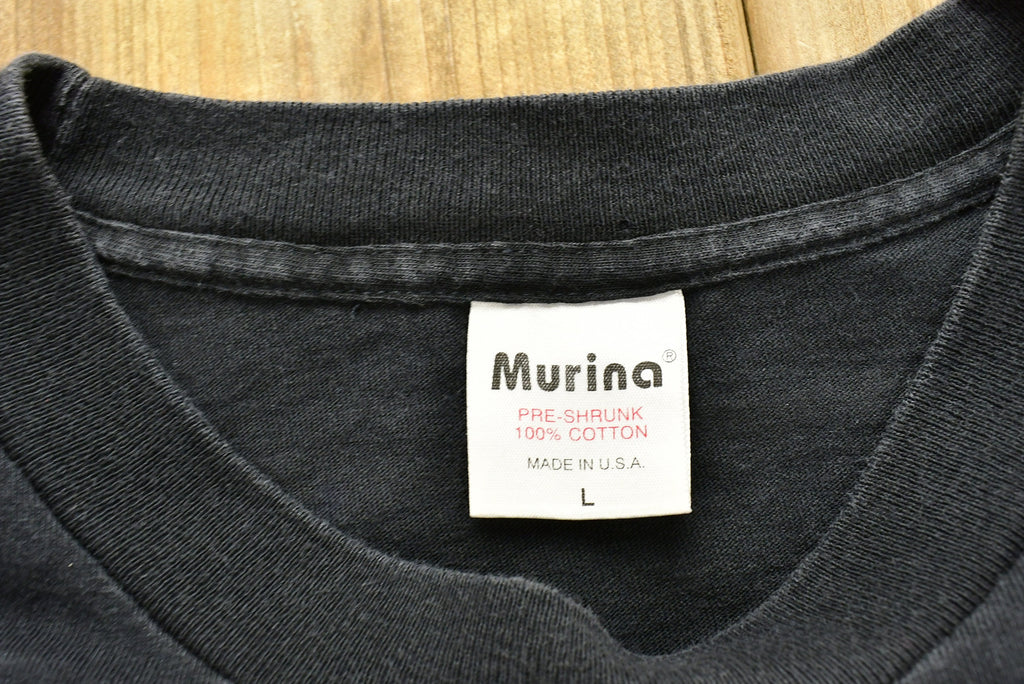 Murina®
PRE-SHRUNK
100% COTTON
MADE IN U.S.A.
L